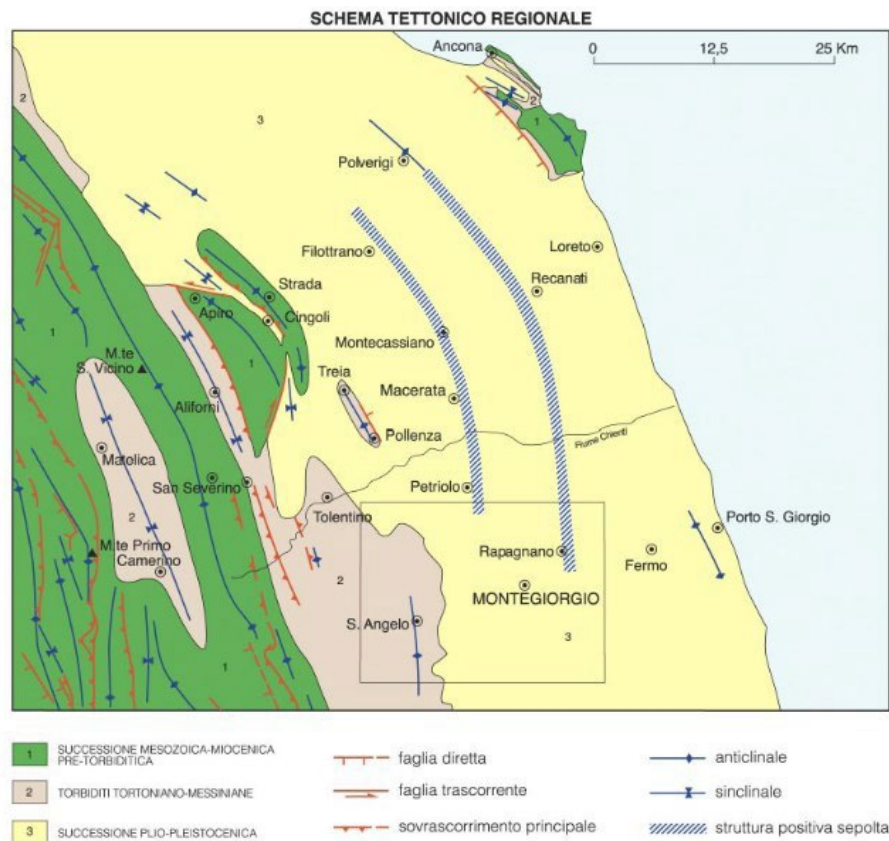 SCHEMA TETTONICO REGIONALE
Ancona
0 12,5 25 Km
2
2
3
1
Polverigi
Filottrano
Loreto
Strada
Recanati
Apiro
Cingoli
1
M.te
S. Vicino
1
Montecassiano
Treia
Aliforni
Macerata
Pollenza
Fiume Chienti
Matolica
San Severino
Petriolo
2
Tolentino
Porto S. Giorgio
M.te Primo
Camerino
Rapagnano
Fermo
2
MONTEGIORGIO
S. Angelo
3
1
1 SUCCESSIONE MESOZOICA-MIOCENICA
PRE-TORBIDITICA
faglia diretta
anticlinale
2 TORBIDITI TORTONIANO-MESSINIANE
faglia trascorrente
sinclinale
3 SUCCESSIONE PLIO-PLEISTOCENICA
sovrascorrimento principale
struttura positiva sepolta